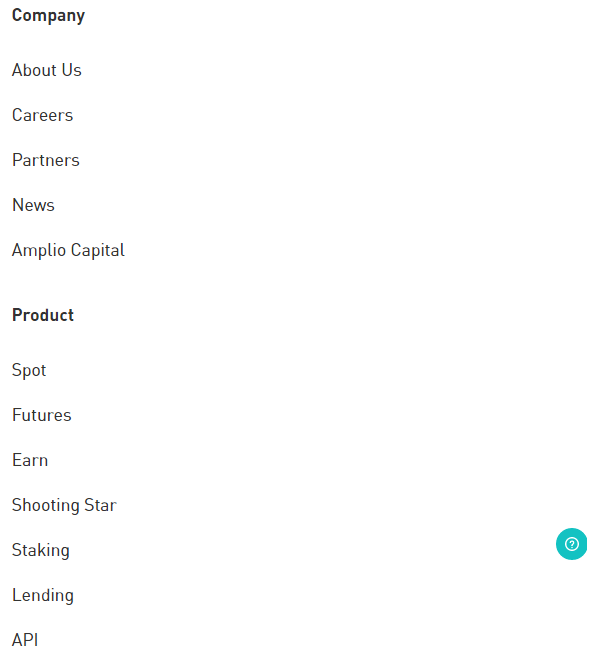 Company
About Us
Careers
Partners
News
Amplio Capital
Product
Spot
Futures
Earn
Shooting Star
Staking
Lending
API